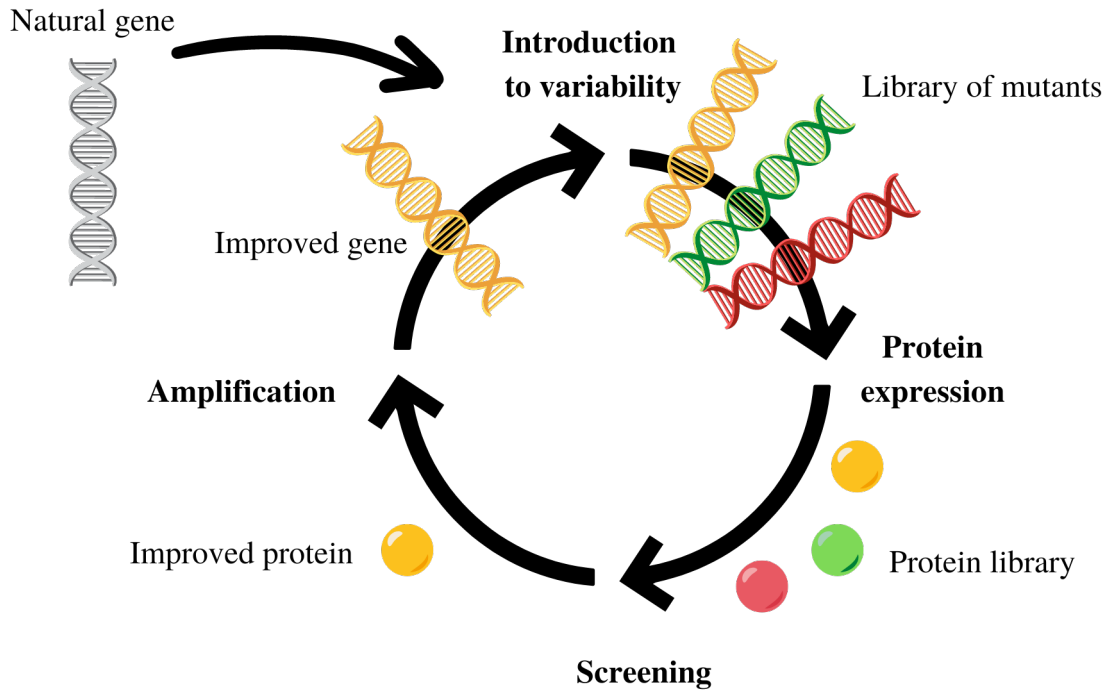 Natural gene
Introduction
to variability
Library of mutants
Improved gene
Protein
expression
Amplification
Improved protein
Protein library
Screening